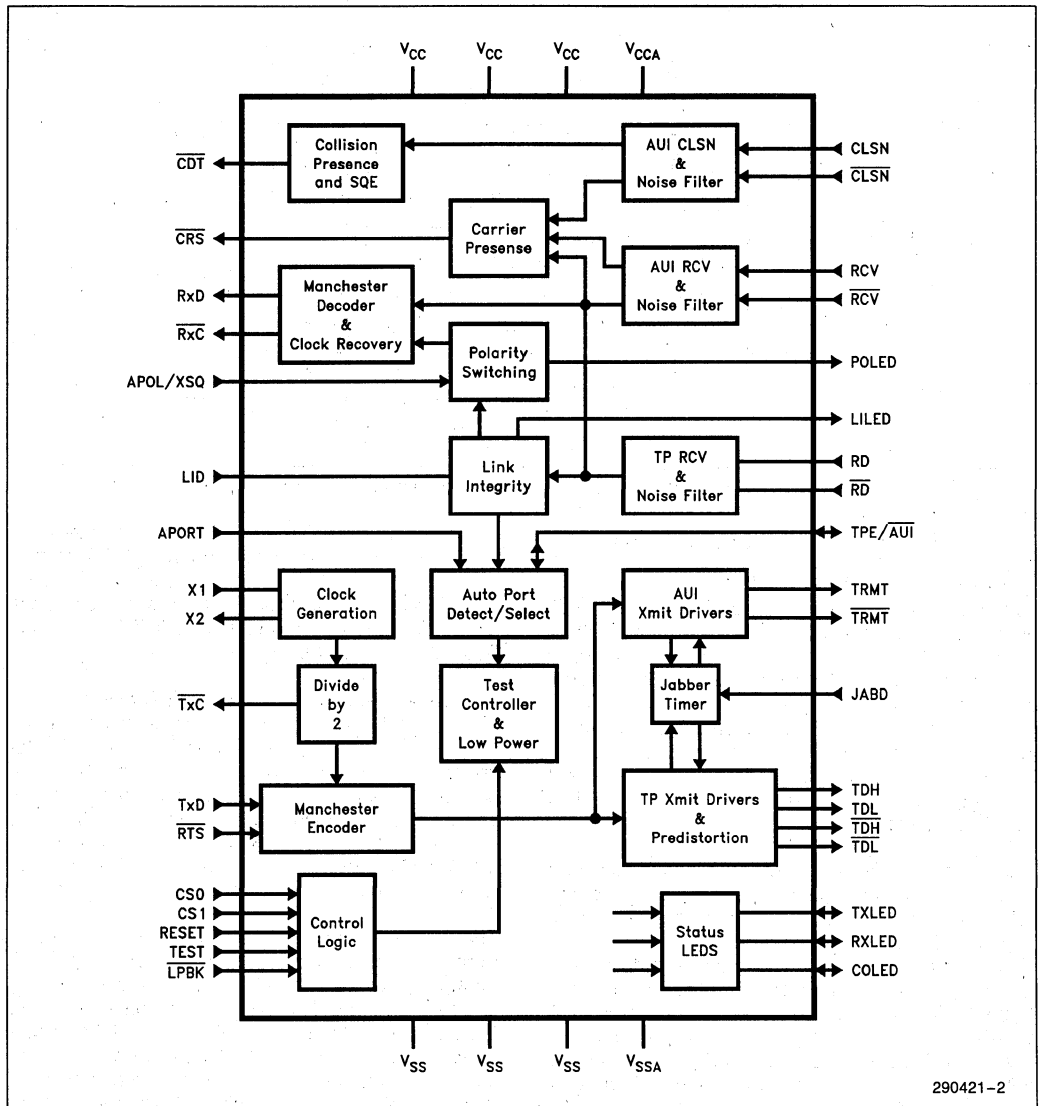 VCC VCC VCC VCCA
Collision
Presence
and SQE
AUI CLSN
&
Noise Filter
CDT
CLSN
CLSN
Carrier
Presense
CRS
AUI RCV
&
Noise Filter
RCV
RCV
Manchester
Decoder
&
Clock Recovery
RxD
RxC
Polarity
Switching
POLED
APOL/XSQ
LILED
Link
Integrity
LID
TP RCV
&
Noise Filter
RD
RD
APORT
TPE/AUI
X1
X2
Clock
Generation
Auto Port
Detect/Select
AUI
Xmit Drivers
TRMT
TRMT
TxC
Divide
by
2
Test
Controller
&
Low Power
Jabber
Timer
JABD
TxD
RTS
Manchester
Encoder
TP Xmit Drivers
&
Predistortion
TDH
TDL
TDH
TDL
CS0
CS1
RESET
TEST
LPBK
Control
Logic
Status
LEDS
TXLED
RXLED
COLED
VSS VSS VSS VSSA
290421-2